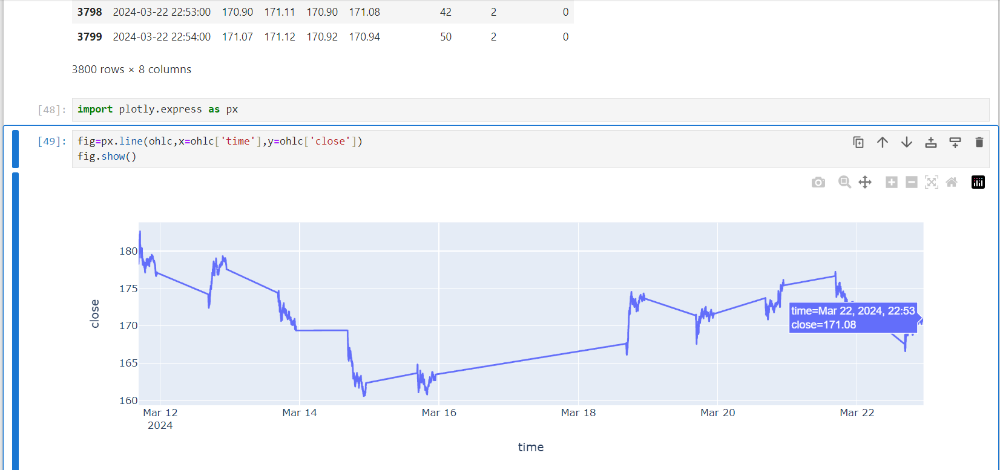 3798 2024-03-22 22:53:00 170.90 171.11 170.90 171.08 42 2 0
3799 2024-03-22 22:54:00 171.07 171.12 170.92 170.94 50 2 0
3800 rows × 8 columns
[48]: import plotly.express as px
[49]: fig=px.line(ohlc,x=ohlc['time'],y=ohlc['close'])
fig.show()
180
175
170
165
160
close
time=Mar 22, 2024, 22:53
close=171.08
Mar 12 Mar 14 Mar 16 Mar 18 Mar 20 Mar 22
2024
time